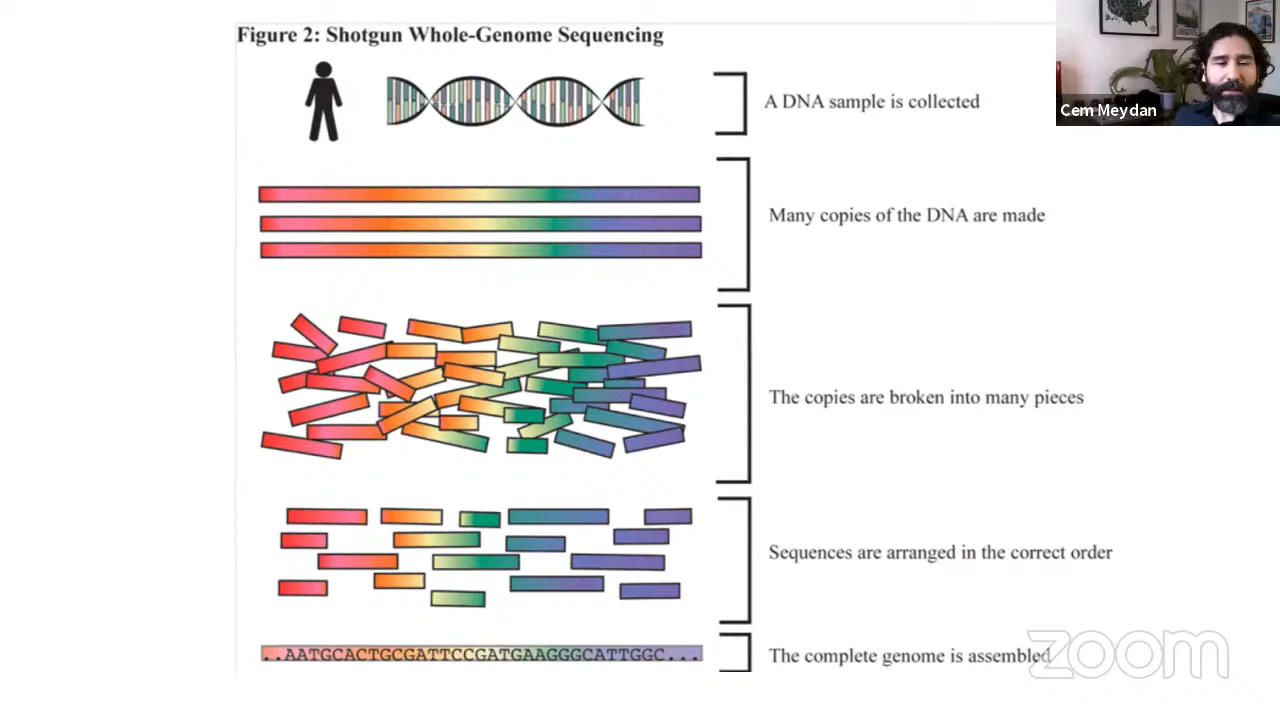 Figure 2: Shotgun Whole-Genome Sequencing
Cem Meydan
A DNA sample is collected
Many copies of the DNA are made
The copies are broken into many pieces
Sequences are arranged in the correct order
..AATGCACTGCGATTCCGATGAAGGGCATTGGC...
The complete genome is assembled
zoom